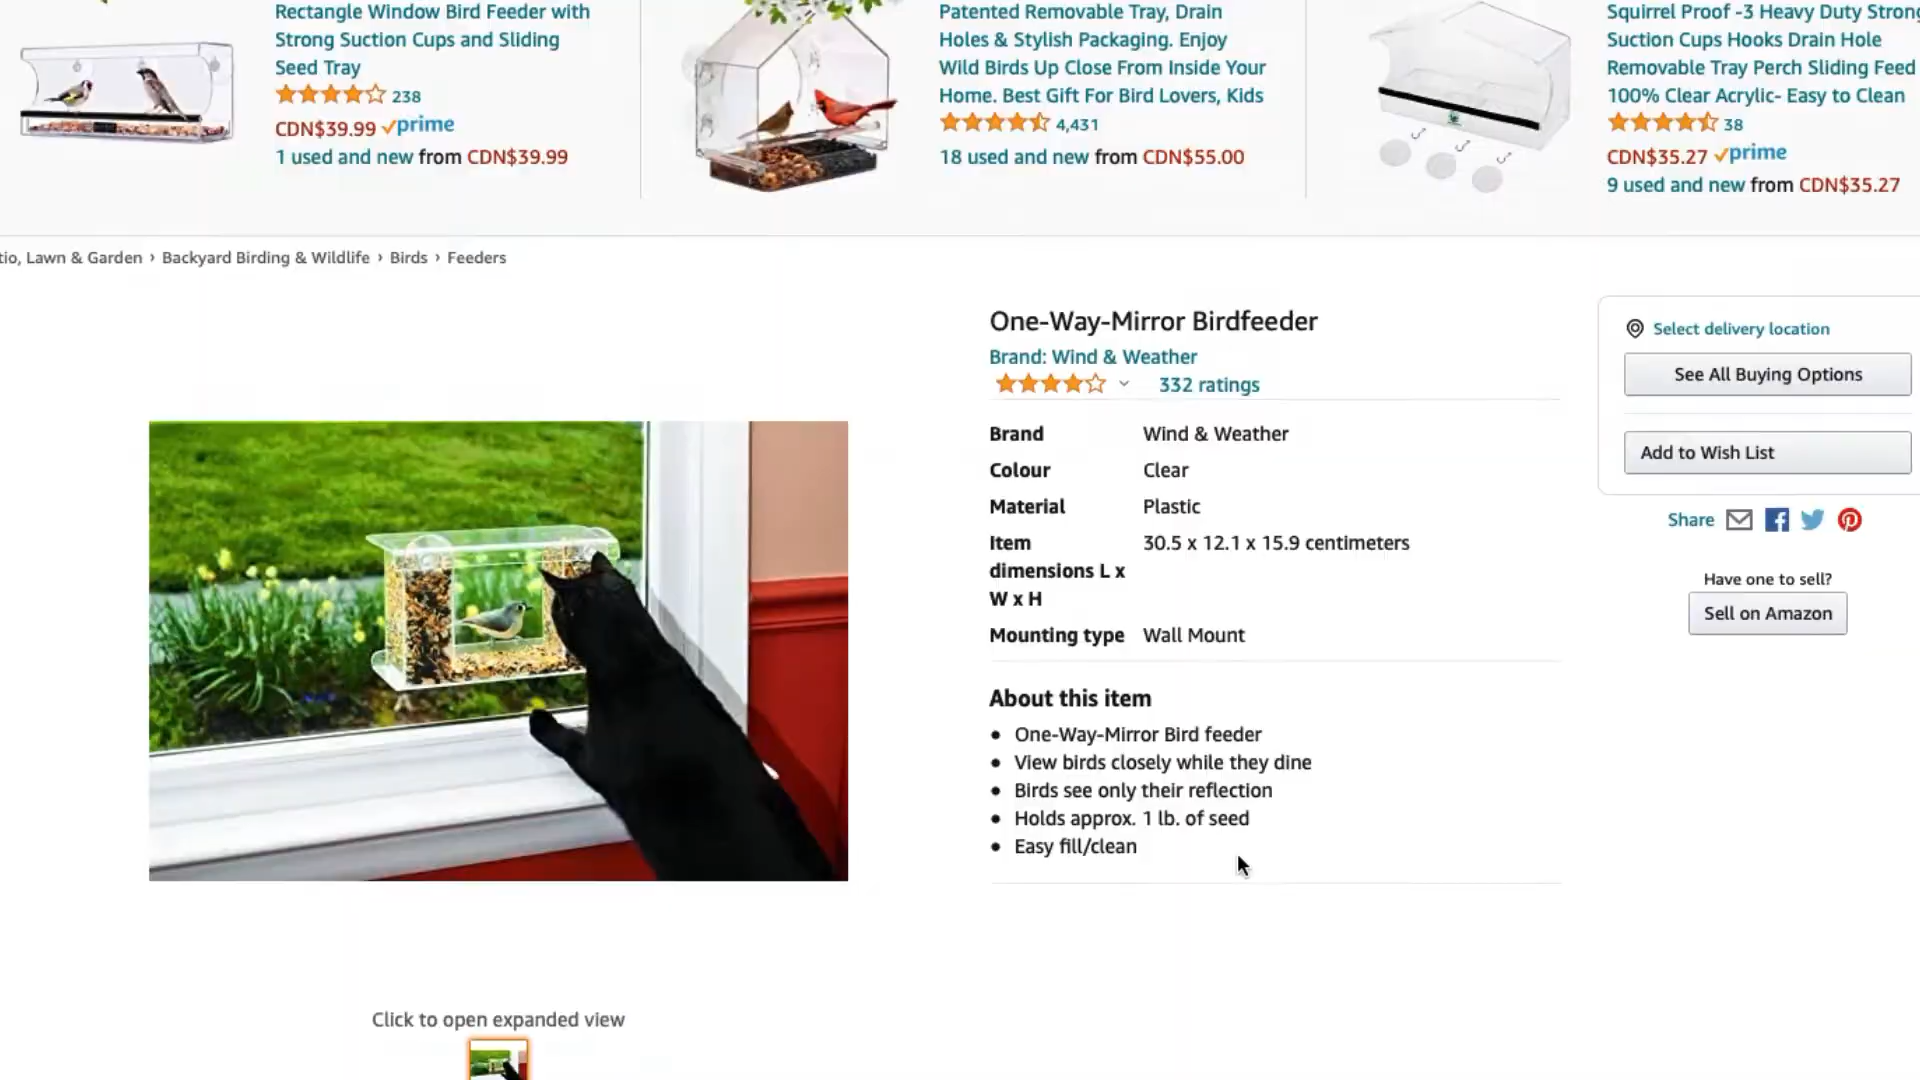 Rectangle Window Bird Feeder with
Strong Suction Cups and Sliding
Seed Tray
238
CDN$39.99 prime
1 used and new from CDN$39.99
Patented Removable Tray, Drain
Holes & Stylish Packaging. Enjoy
Wild Birds Up Close From Inside Your
Home. Best Gift For Bird Lovers, Kids
4,431
18 used and new from CDN$55.00
Squirrel Proof -3 Heavy Duty Strong
Suction Cups Hooks Drain Hole
Removable Tray Perch Sliding Feed
100% Clear Acrylic- Easy to Clean
38
CDN$35.27 prime
9 used and new from CDN$35.27
tio, Lawn & Garden › Backyard Birding & Wildlife › Birds › Feeders
One-Way-Mirror Birdfeeder
Brand: Wind & Weather
332 ratings
Brand Wind & Weather
Colour Clear
Material Plastic
Item 30.5 x 12.1 x 15.9 centimeters
dimensions L x
W x H
Mounting type Wall Mount
About this item
• One-Way-Mirror Bird feeder
• View birds closely while they dine
• Birds see only their reflection
• Holds approx. 1 lb. of seed
• Easy fill/clean
Select delivery location
See All Buying Options
Add to Wish List
Share
Have one to sell?
Sell on Amazon
Click to open expanded view